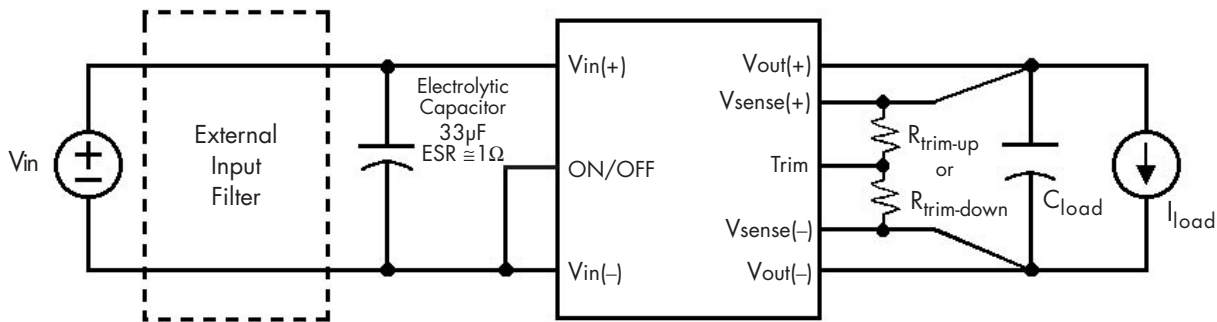 Vin
+
−
External
Input
Filter
Electrolytic
Capacitor
33µF
ESR ≅1Ω
Vin(+)
ON/OFF
Vin(–)
Vout(+)
Vsense(+)
Trim
Vsense(–)
Vout(–)
Rtrim-up
or
Rtrim-down
Cload
Iload